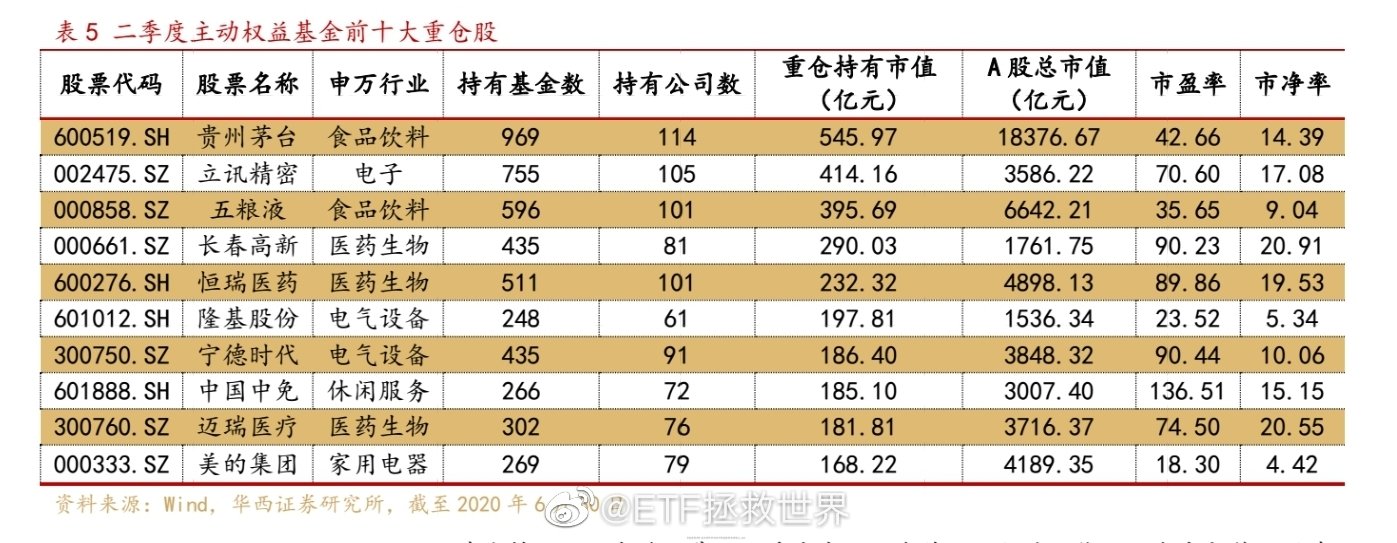 表 5 二季度主动权益基金前十大重仓股
股票代码 股票名称 申万行业 持有基金数 持有公司数 重仓持有市值（亿元） A 股总市值（亿元） 市盈率 市净率
600519.SH 贵州茅台 食品饮料 969 114 545.97 18376.67 42.66 14.39
002475.SZ 立讯精密 电子 755 105 414.16 3586.22 70.60 17.08
000858.SZ 五粮液 食品饮料 596 101 395.69 6642.21 35.65 9.04
000661.SZ 长春高新 医药生物 435 81 290.03 1761.75 90.23 20.91
600276.SH 恒瑞医药 医药生物 511 101 232.32 4898.13 89.86 19.53
601012.SH 隆基股份 电气设备 248 61 197.81 1536.34 23.52 5.34
300750.SZ 宁德时代 电气设备 435 91 186.40 3848.32 90.44 10.06
601888.SH 中国中免 休闲服务 266 72 185.10 3007.40 136.51 15.15
300760.SZ 迈瑞医疗 医药生物 302 76 181.81 3716.37 74.50 20.55
000333.SZ 美的集团 家用电器 269 79 168.22 4189.35 18.30 4.42
资料来源：Wind，华西证券研究所，截至 2020 年 6
@ETF拯救世界